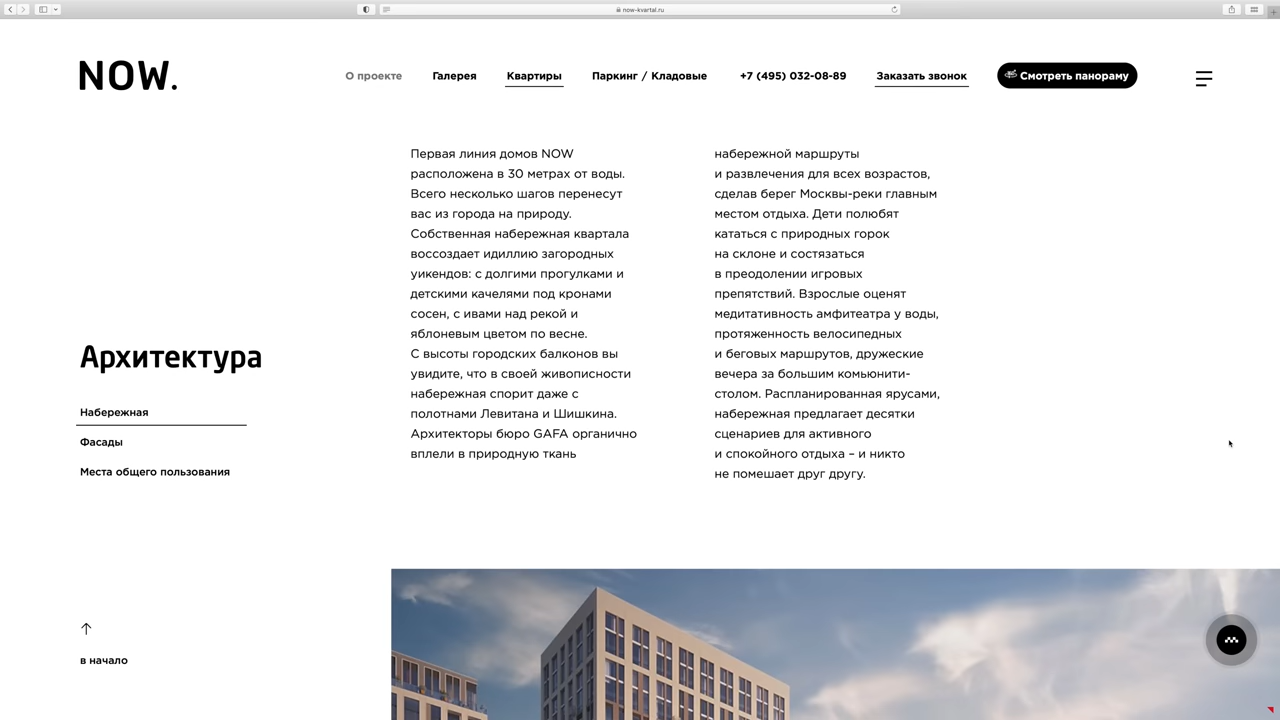 now-kvartal.ru
NOW.
О проекте
Галерея
Квартиры
Паркинг / Кладовые
+7 (495) 032-08-89
Заказать звонок
Смотреть панораму
Архитектура
Набережная
Фасады
Места общего пользования
в начало
Первая линия домов NOW
расположена в 30 метрах от воды.
Всего несколько шагов перенесут
вас из города на природу.
Собственная набережная квартала
воссоздает идиллию загородных
уикендов: с долгими прогулками и
детскими качелями под кронами
сосен, с ивами над рекой и
яблоневым цветом по весне.
С высоты городских балконов вы
увидите, что в своей живописности
набережная спорит даже с
полотнами Левитана и Шишкина.
Архитекторы бюро GAFA органично
вплели в природную ткань
набережной маршруты
и развлечения для всех возрастов,
сделав берег Москвы-реки главным
местом отдыха. Дети полюбят
кататься с природных горок
на склоне и состязаться
в преодолении игровых
препятствий. Взрослые оценят
медитативность амфитеатра у воды,
протяженность велосипедных
и беговых маршрутов, дружеские
вечера за большим комьюнити-
столом. Распланированная ярусами,
набережная предлагает десятки
сценариев для активного
и спокойного отдыха – и никто
не помешает друг другу.